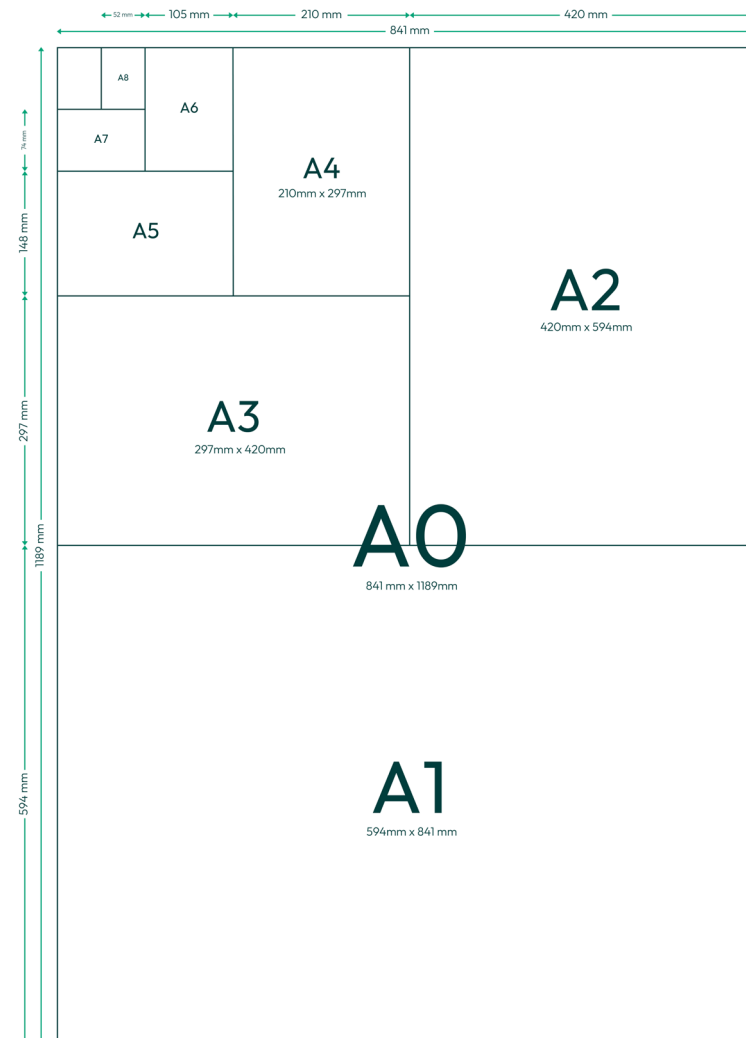 52 mm
105 mm
210 mm
420 mm
841 mm
A8
A6
A7
74 mm
A4
210mm x 297mm
148 mm
A5
A2
420mm x 594mm
297 mm
A3
297mm x 420mm
1189 mm
A0
841 mm x 1189mm
594 mm
A1
594mm x 841 mm